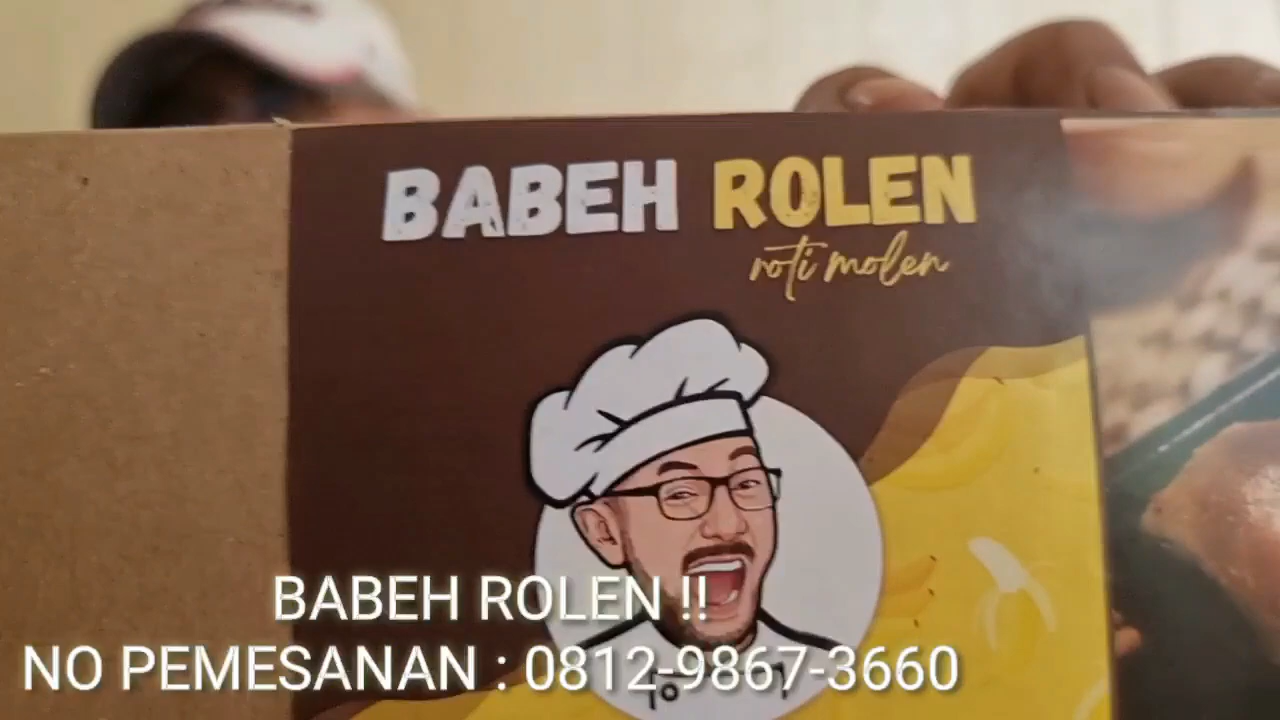 BABEH ROLEN
roti molen
BABEH ROLEN !!
NO PEMESANAN : 0812-9867-3660